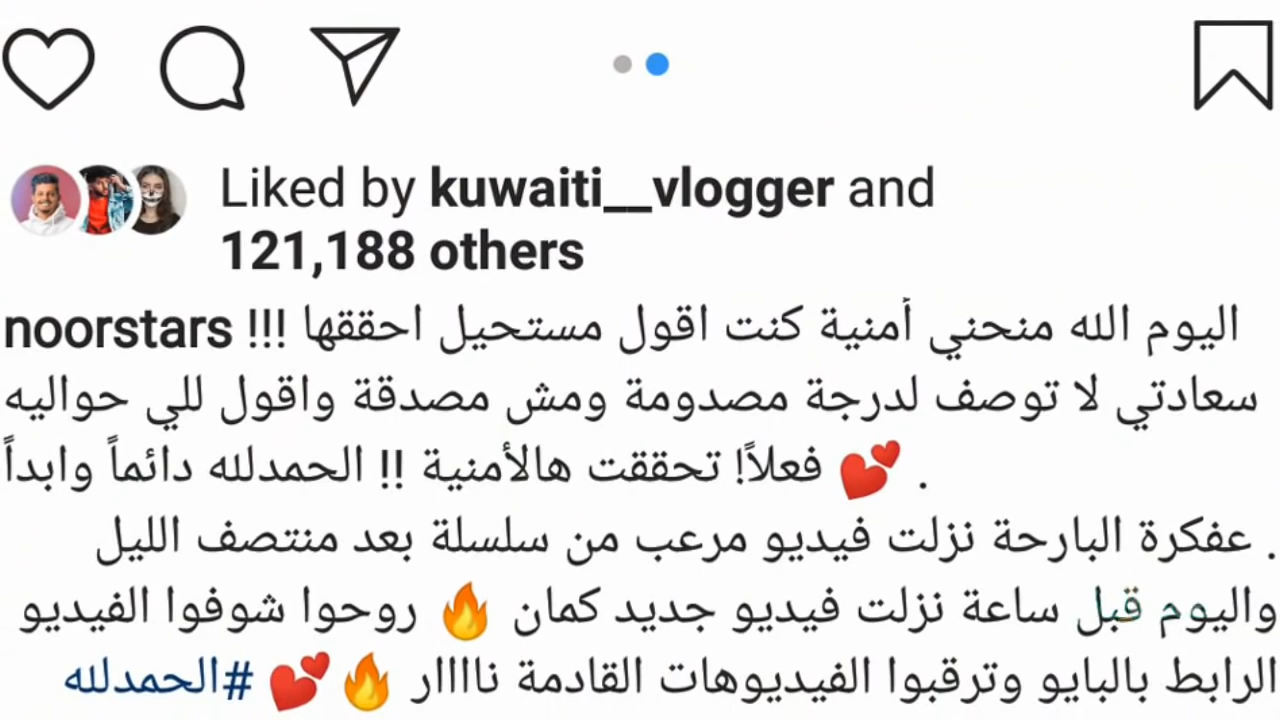 Liked by kuwaiti__vlogger and
121,188 others
noorstars اليوم الله منحني أمنية كنت اقول مستحيل احققها !!!
سعادتي لا توصف لدرجة مصدومة ومش مصدقة واقول للي حواليه
فعلاً! تحققت هالأمنية !! الحمدلله دائماً وابداً 💕 .
. عفكرة البارحة نزلت فيديو مرعب من سلسلة بعد منتصف الليل
واليوم قبل ساعة نزلت فيديو جديد كمان 🔥 روحوا شوفوا الفيديو
الرابط بالبايو وترقبوا الفيديوهات القادمة ناااار 🔥💕 #الحمدلله